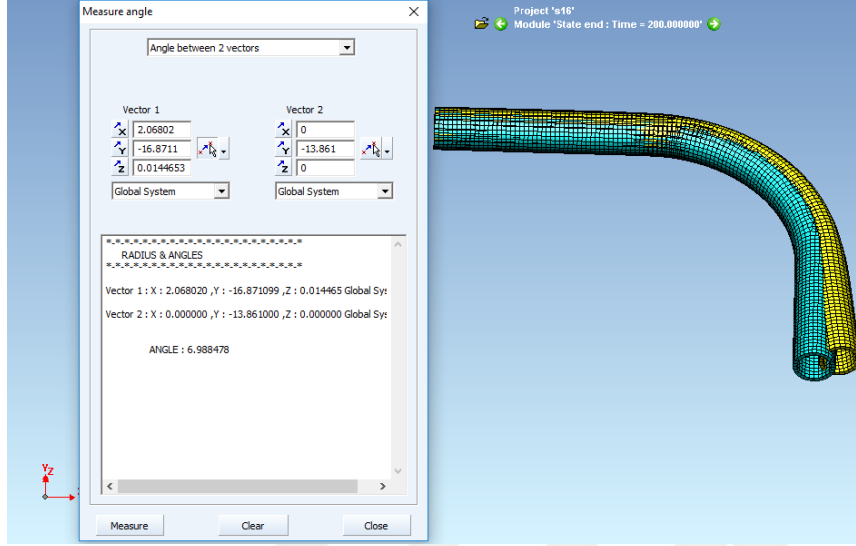 Measure angle
Project 's16'
Module 'State end : Time = 200.000000'
Angle between 2 vectors
Vector 1
Vector 2
X 2.06802
X 0
Y -16.8711
Y -13.861
Z 0.0144653
Z 0
Global System
Global System
*-*-*-*-*-*-*-*-*-*-*-*-*-*-*-*-*-*-*-*-*-*
RADIUS & ANGLES
*-*-*-*-*-*-*-*-*-*-*-*-*-*-*-*-*-*-*-*-*-*
Vector 1 : X : 2.068020 ,Y : -16.871099 ,Z : 0.014465 Global Sy
Vector 2 : X : 0.000000 ,Y : -13.861000 ,Z : 0.000000 Global Sy
ANGLE : 6.988478
Y
Z
Measure
Clear
Close